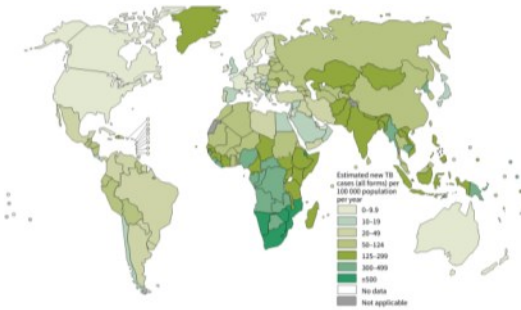 Estimated new TB
cases (all forms) per
100 000 population
per year
0–9.9
10–19
20–49
50–124
125–299
300–499
≥500
No data
Not applicable